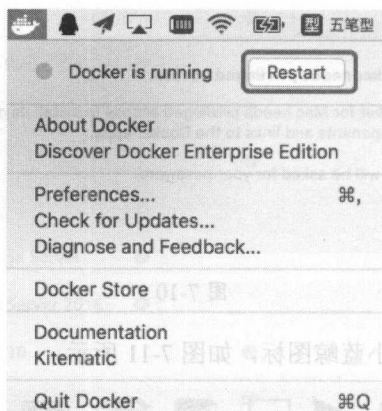 型 五笔型
Docker is running Restart
About Docker
Discover Docker Enterprise Edition
Preferences... ⌘,
Check for Updates...
Diagnose and Feedback...
Docker Store
Documentation
Kitematic
Quit Docker ⌘Q